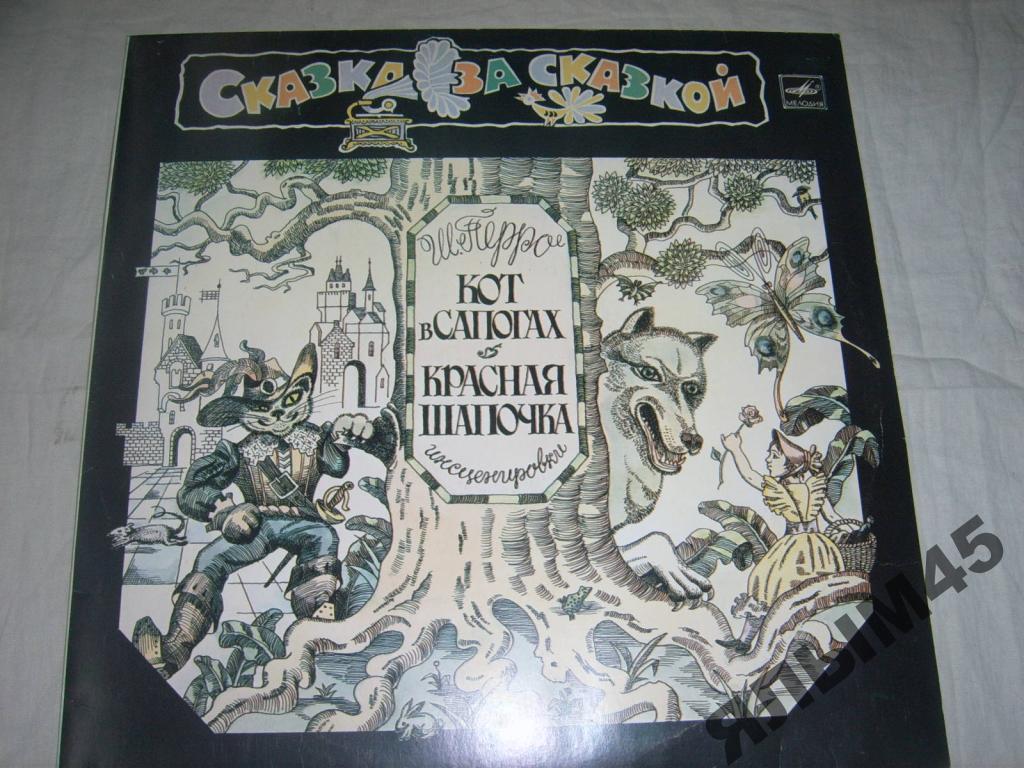 СКАЗКА ЗА СКАЗКОЙ
МЕЛОДИЯ
Ш. Перро
КОТ
в САПОГАХ
КРАСНАЯ
ШАПОЧКА
инсценировки
ЯЛЫМ45